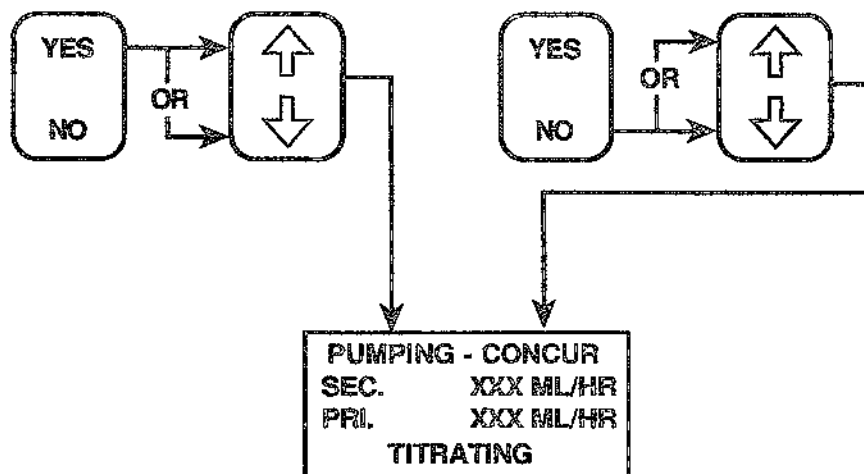 YES
OR
NO
YES
OR
NO
PUMPING - CONCUR
SEC. XXX ML/HR
PRI. XXX ML/HR
TITRATING